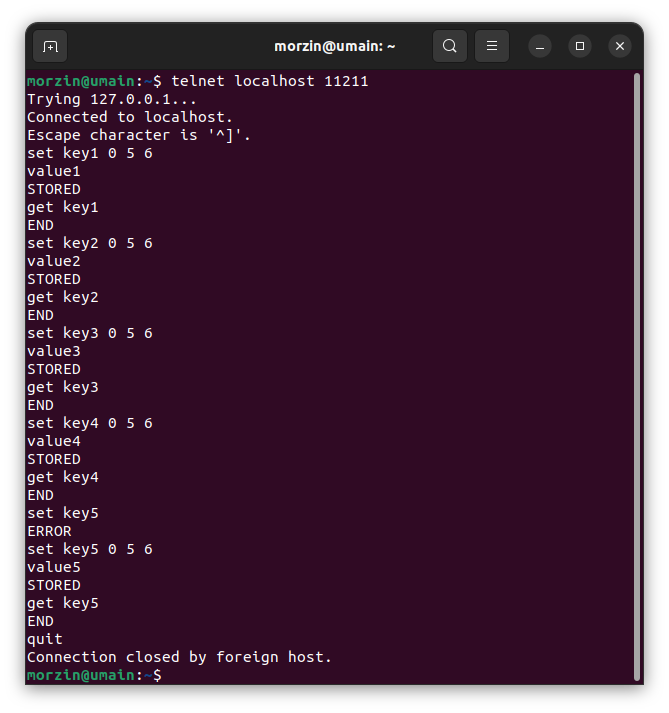 morzin@umain: ~
morzin@umain:~$ telnet localhost 11211
Trying 127.0.0.1...
Connected to localhost.
Escape character is '^]'.
set key1 0 5 6
value1
STORED
get key1
END
set key2 0 5 6
value2
STORED
get key2
END
set key3 0 5 6
value3
STORED
get key3
END
set key4 0 5 6
value4
STORED
get key4
END
set key5
ERROR
set key5 0 5 6
value5
STORED
get key5
END
quit
Connection closed by foreign host.
morzin@umain:~$